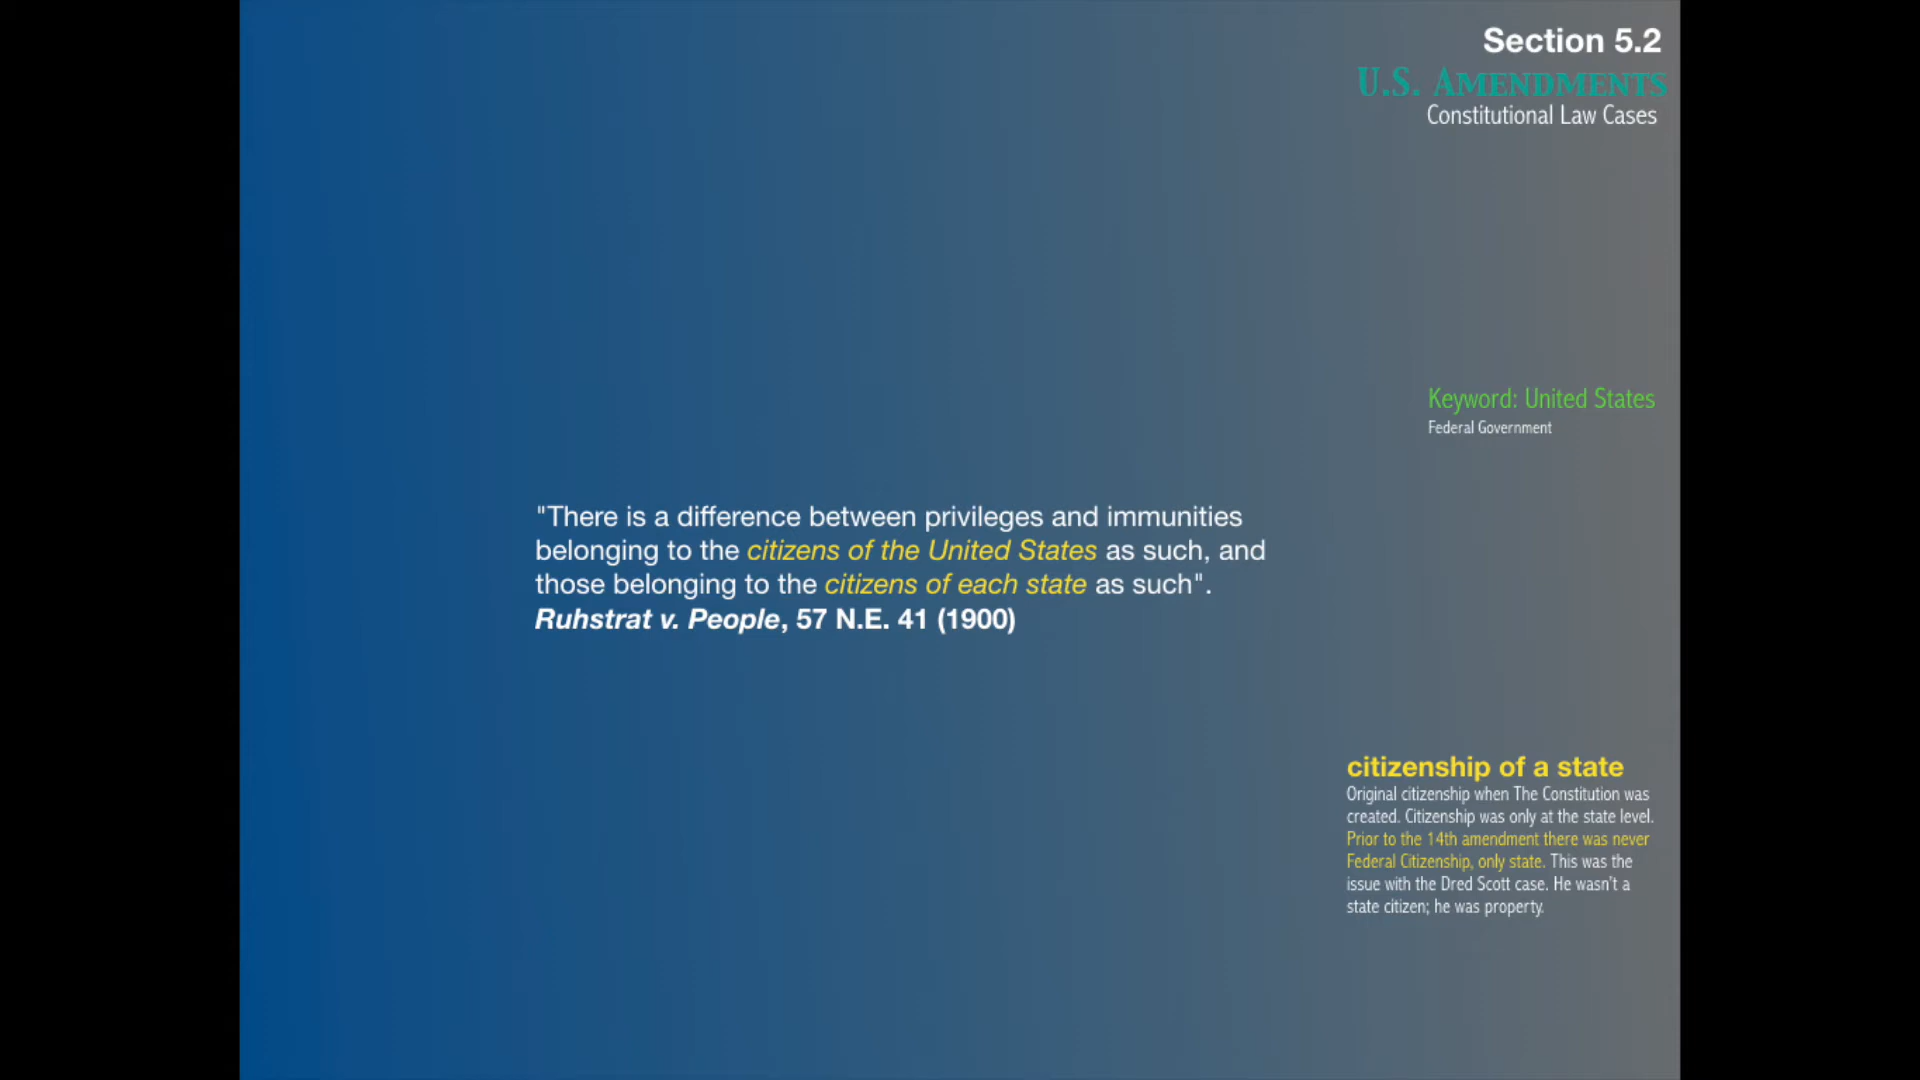 Section 5.2
U.S. AMENDMENTS
Constitutional Law Cases
Keyword: United States
Federal Government
"There is a difference between privileges and immunities
belonging to the citizens of the United States as such, and
those belonging to the citizens of each state as such".
Ruhstrat v. People, 57 N.E. 41 (1900)
citizenship of a state
Original citizenship when The Constitution was
created. Citizenship was only at the state level.
Prior to the 14th amendment there was never
Federal Citizenship, only state. This was the
issue with the Dred Scott case. He wasn't a
state citizen; he was property.